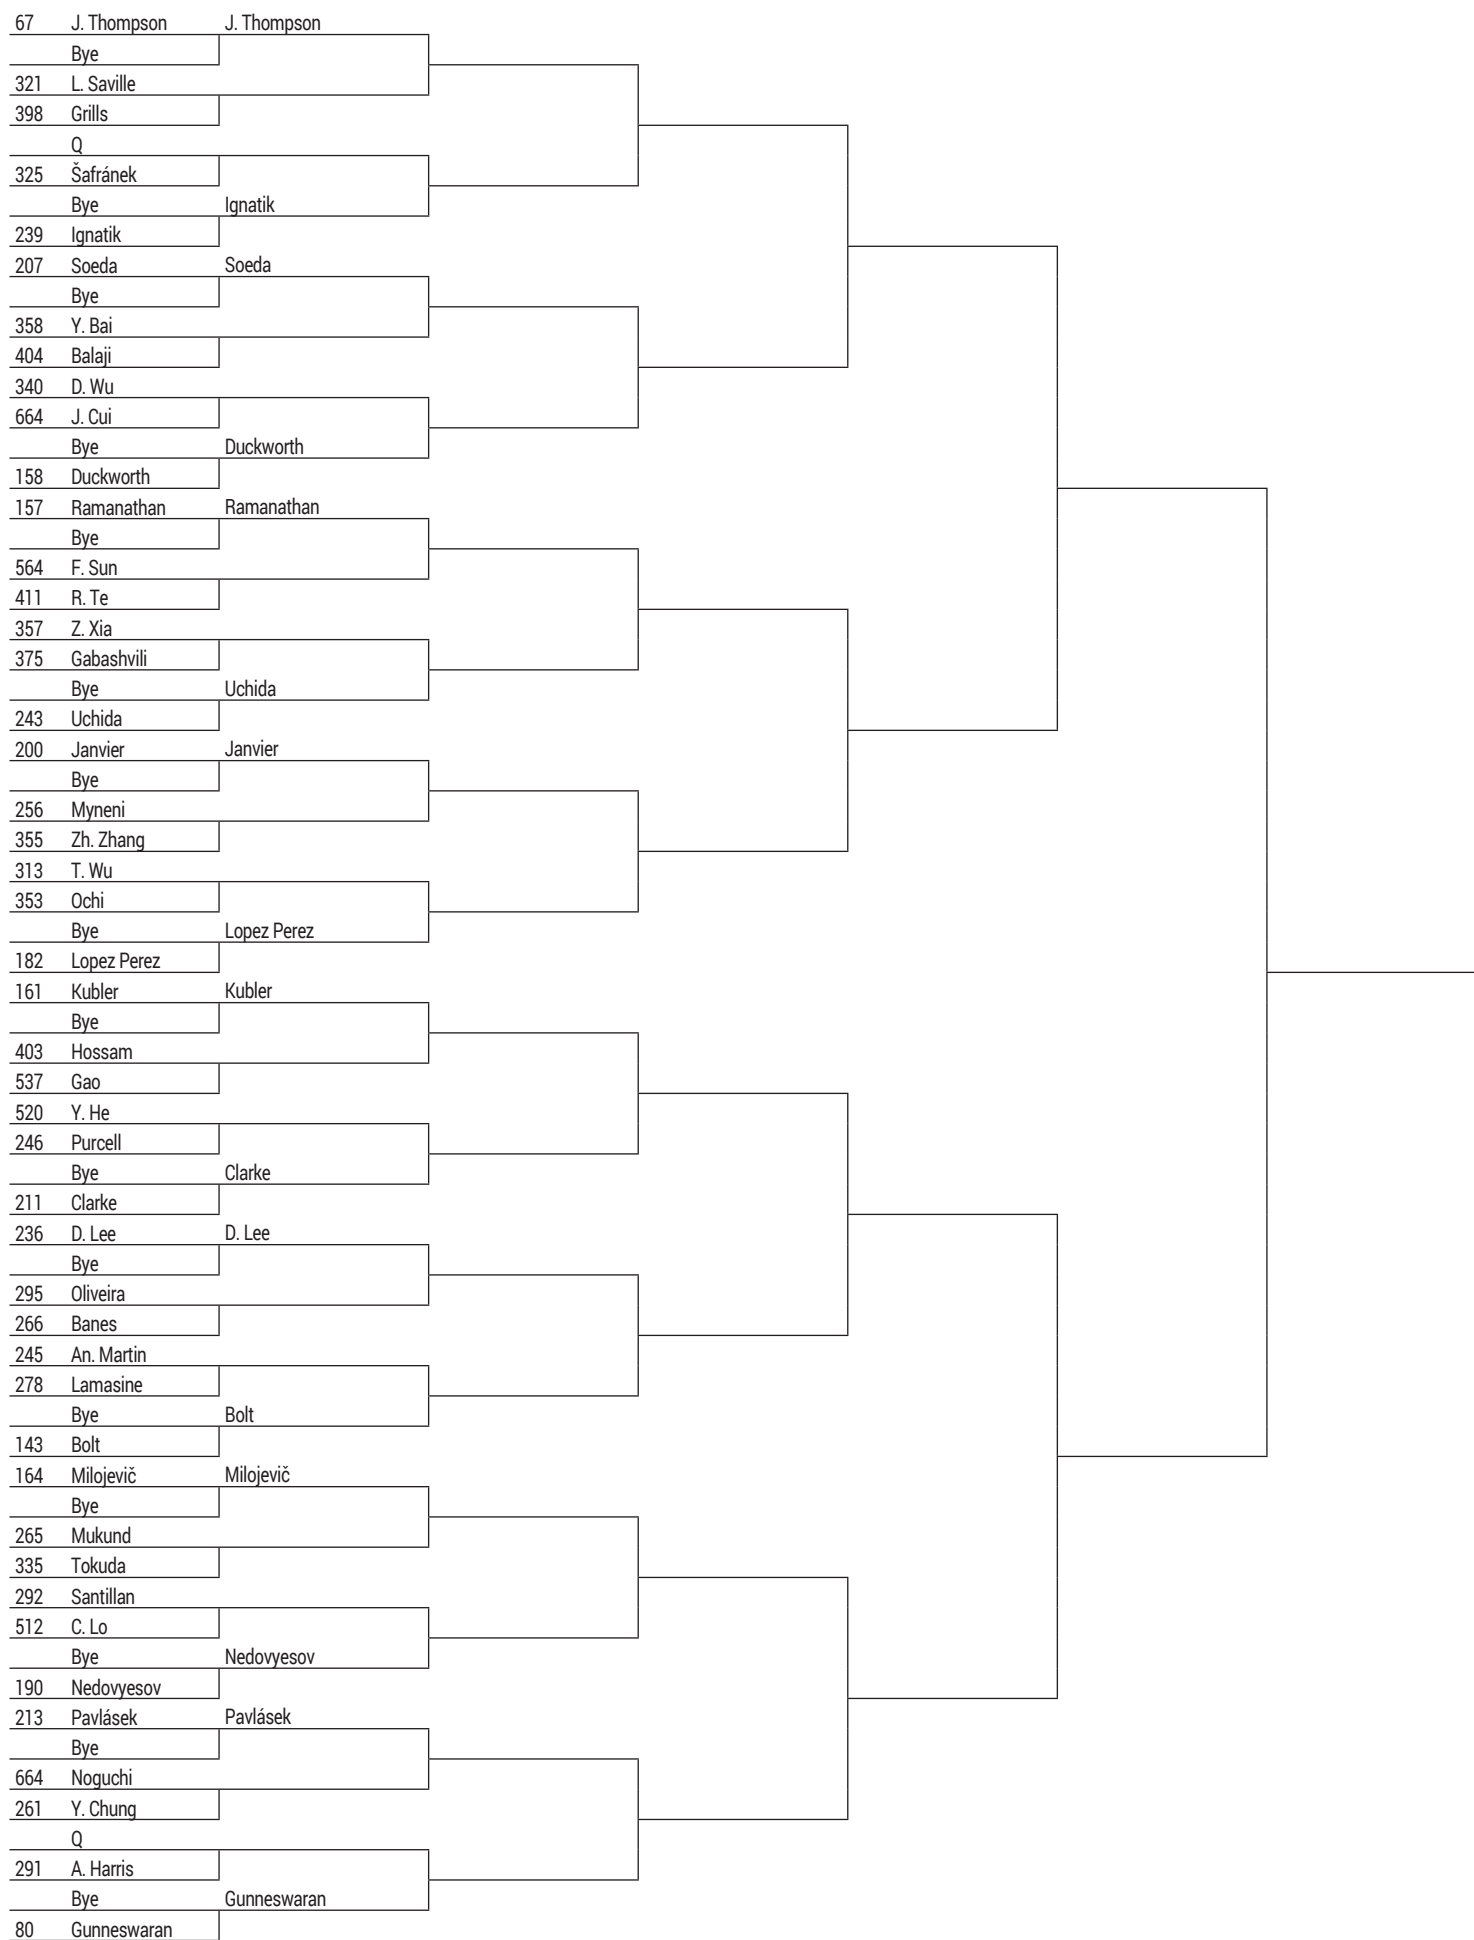 67 J. Thompson J. Thompson
Bye
321 L. Saville
398 Grills
Q
325 Šafránek
Bye Ignatik
239 Ignatik
207 Soeda Soeda
Bye
358 Y. Bai
404 Balaji
340 D. Wu
664 J. Cui
Bye Duckworth
158 Duckworth
157 Ramanathan Ramanathan
Bye
564 F. Sun
411 R. Te
357 Z. Xia
375 Gabashvili
Bye Uchida
243 Uchida
200 Janvier Janvier
Bye
256 Myneni
355 Zh. Zhang
313 T. Wu
353 Ochi
Bye Lopez Perez
182 Lopez Perez
161 Kubler Kubler
Bye
403 Hossam
537 Gao
520 Y. He
246 Purcell
Bye Clarke
211 Clarke
236 D. Lee D. Lee
Bye
295 Oliveira
266 Banes
245 An. Martin
278 Lamasine
Bye Bolt
143 Bolt
164 Milojevič Milojevič
Bye
265 Mukund
335 Tokuda
292 Santillan
512 C. Lo
Bye Nedovyesov
190 Nedovyesov
213 Pavlásek Pavlásek
Bye
664 Noguchi
261 Y. Chung
Q
291 A. Harris
Bye Gunneswaran
80 Gunneswaran